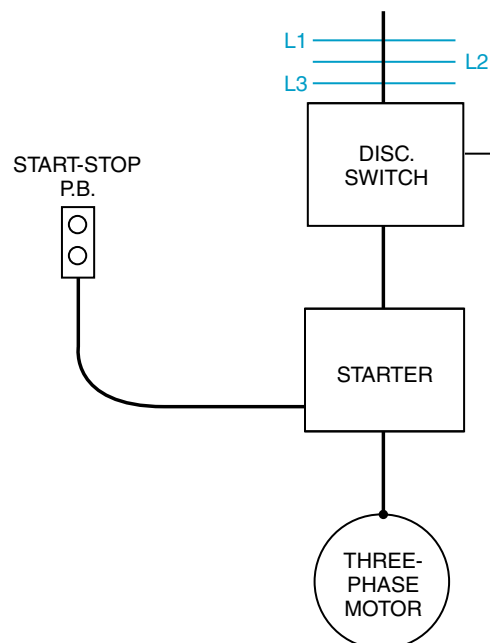 L1
L2
L3
DISC.
SWITCH
START-STOP
P.B.
STARTER
THREE-
PHASE
MOTOR